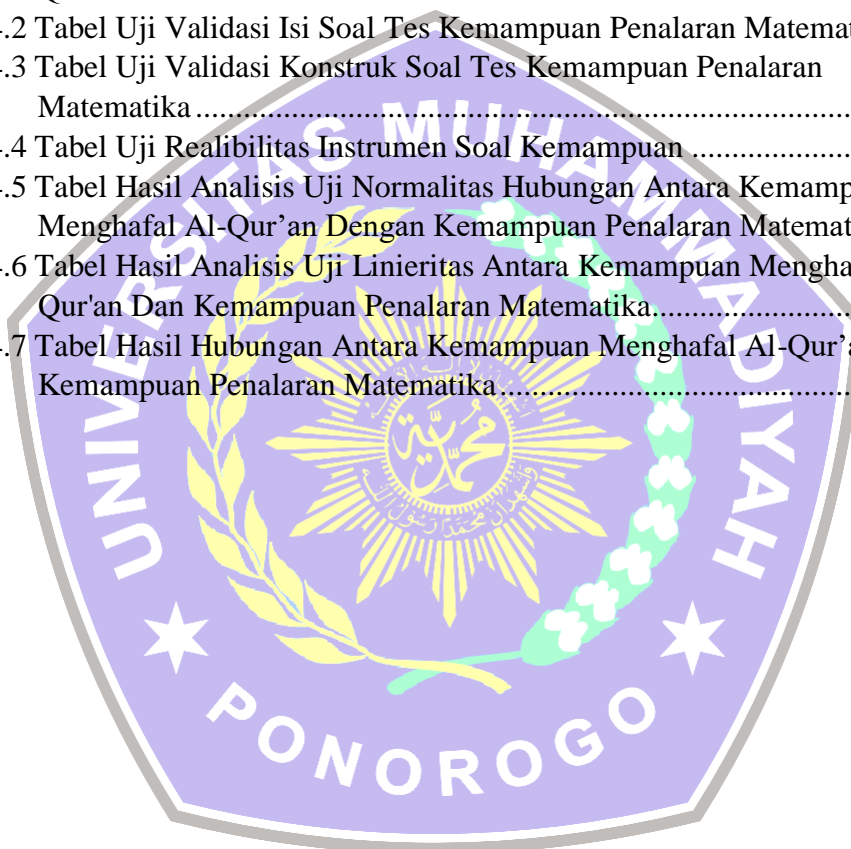 .2 Tabel Uji Validasi Isi Soal Tes Kemampuan Penalaran Matemat
.3 Tabel Uji Validasi Konstruk Soal Tes Kemampuan Penalaran
Matematika ..........................................................................
.4 Tabel Uji Realibilitas Instrumen Soal Kemampuan ..................
.5 Tabel Hasil Analisis Uji Normalitas Hubungan Antara Kemamp
Menghafal Al-Qur’an Dengan Kemampuan Penalaran Matemat
.6 Tabel Hasil Analisis Uji Linieritas Antara Kemampuan Mengha
Qur'an Dan Kemampuan Penalaran Matematika.......................
.7 Tabel Hasil Hubungan Antara Kemampuan Menghafal Al-Qur’a
Kemampuan Penalaran Matematika..........................................
UNIVERSITAS MUHAMMADIYAH
محمدية
PONOROGO